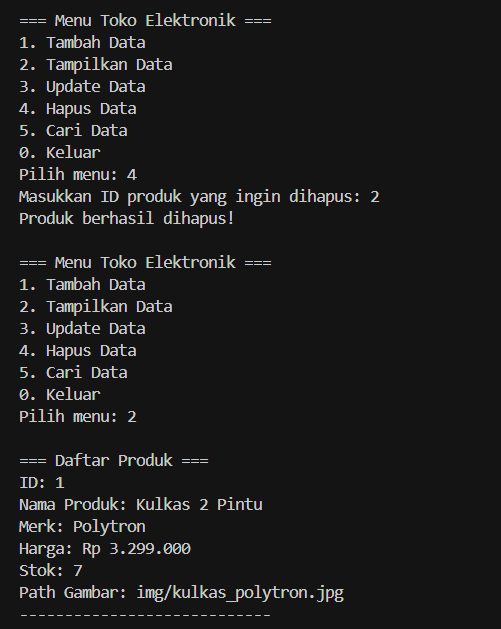 === Menu Toko Elektronik ===
1. Tambah Data
2. Tampilkan Data
3. Update Data
4. Hapus Data
5. Cari Data
0. Keluar
Pilih menu: 4
Masukkan ID produk yang ingin dihapus: 2
Produk berhasil dihapus!

=== Menu Toko Elektronik ===
1. Tambah Data
2. Tampilkan Data
3. Update Data
4. Hapus Data
5. Cari Data
0. Keluar
Pilih menu: 2

=== Daftar Produk ===
ID: 1
Nama Produk: Kulkas 2 Pintu
Merk: Polytron
Harga: Rp 3.299.000
Stok: 7
Path Gambar: img/kulkas_polytron.jpg
----------------------------